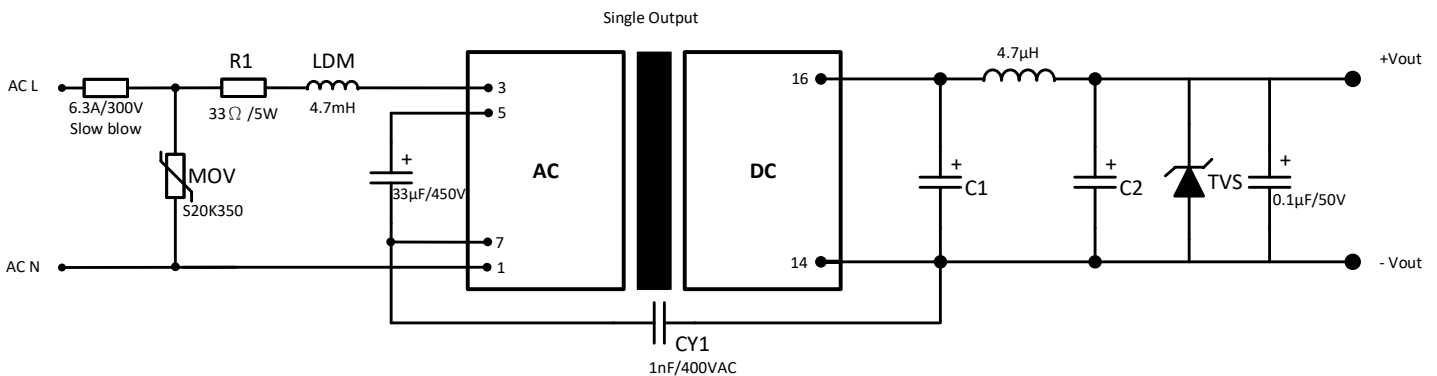 Single Output
AC L
6.3A/300V
Slow blow
R1
33Ω /5W
LDM
4.7mH
3
5
AC
DC
16
4.7μH
+Vout
MOV
S20K350
+
33μF/450V
+
C1
+
C2
TVS
+
0.1μF/50V
7
AC N
1
14
- Vout
CY1
1nF/400VAC